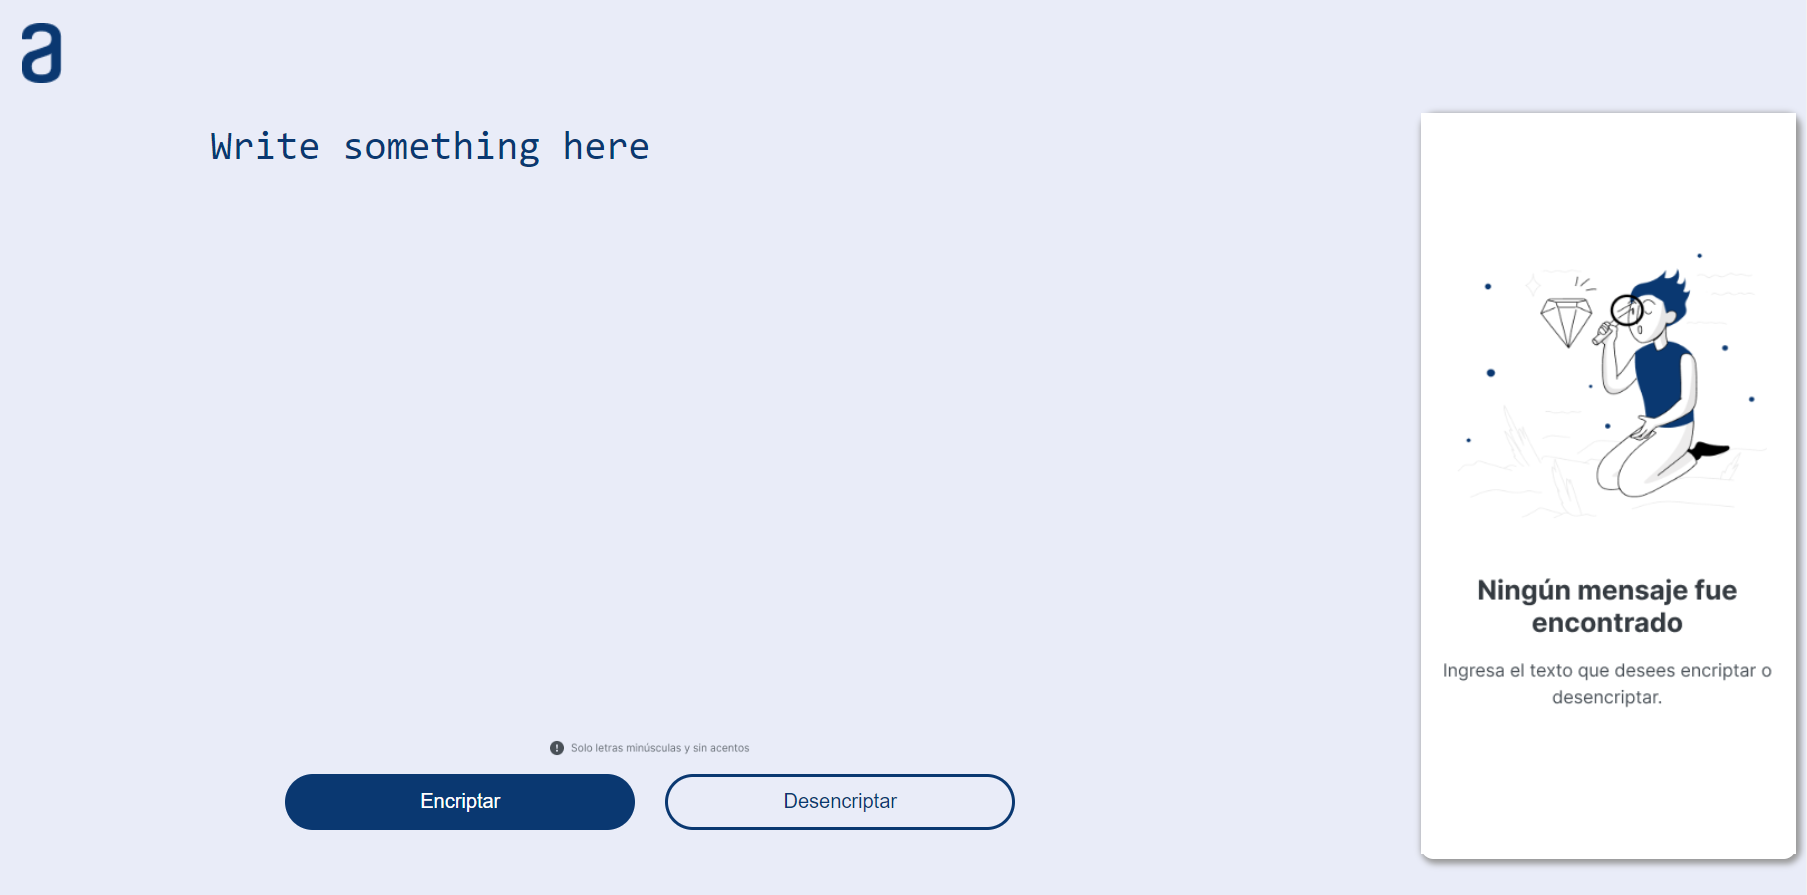 a
Write something here
Ningún mensaje fue
encontrado
Ingresa el texto que desees encriptar o
desencriptar.
! Solo letras minúsculas y sin acentos
Encriptar
Desencriptar